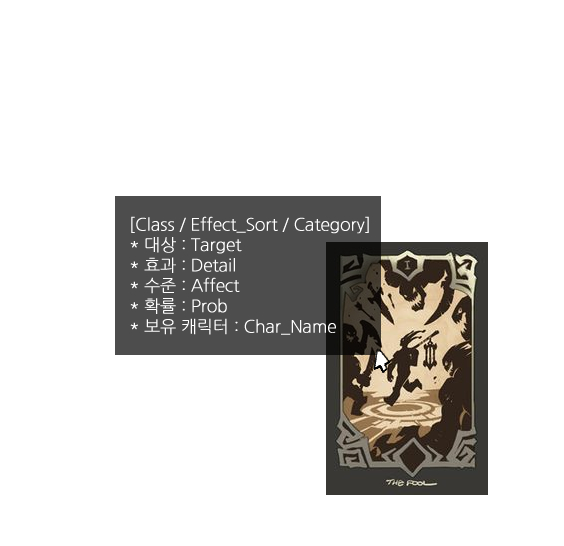 [Class / Effect_Sort / Category]
* 대상 : Target
* 효과 : Detail
* 수준 : Affect
* 확률 : Prob
* 보유 캐릭터 : Char_Name
I
THE FOOL